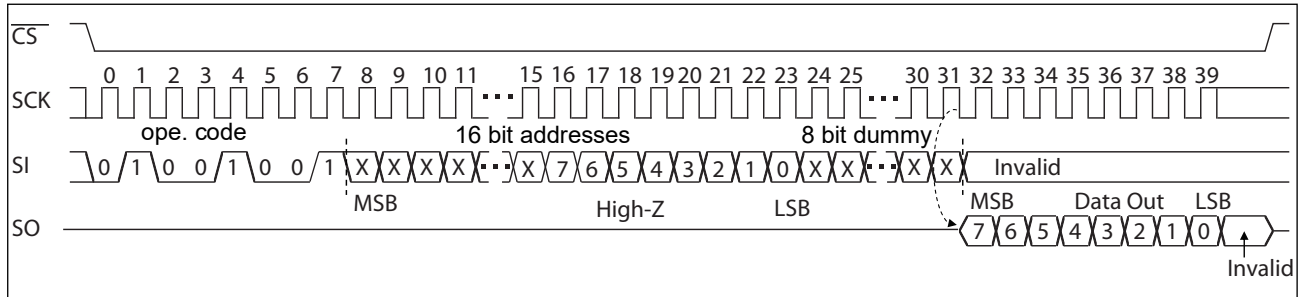 CS
0 1 2 3 4 5 6 7 8 9 10 11 15 16 17 18 19 20 21 22 23 24 25 30 31 32 33 34 35 36 37 38 39
SCK
ope. code 16 bit addresses 8 bit dummy
SI 0 1 0 0 1 0 0 1 X X X X X 7 6 5 4 3 2 1 0 X X X X Invalid
MSB High-Z LSB MSB Data Out LSB
SO 7 6 5 4 3 2 1 0
Invalid